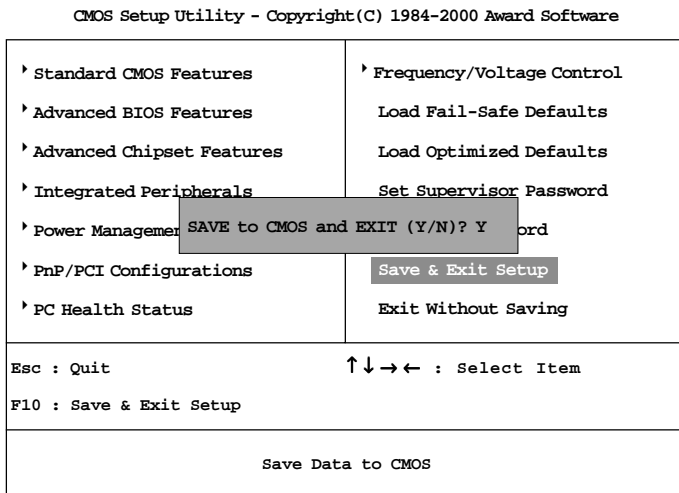 CMOS Setup Utility - Copyright(C) 1984-2000 Award Software
Standard CMOS Features
Advanced BIOS Features
Advanced Chipset Features
Integrated Peripherals
Power Managemen
PnP/PCI Configurations
PC Health Status
Frequency/Voltage Control
Load Fail-Safe Defaults
Load Optimized Defaults
Set Supervisor Password
ord
Save & Exit Setup
Exit Without Saving
SAVE to CMOS and EXIT (Y/N)? Y
Esc : Quit
↑↓→← : Select Item
F10 : Save & Exit Setup
Save Data to CMOS